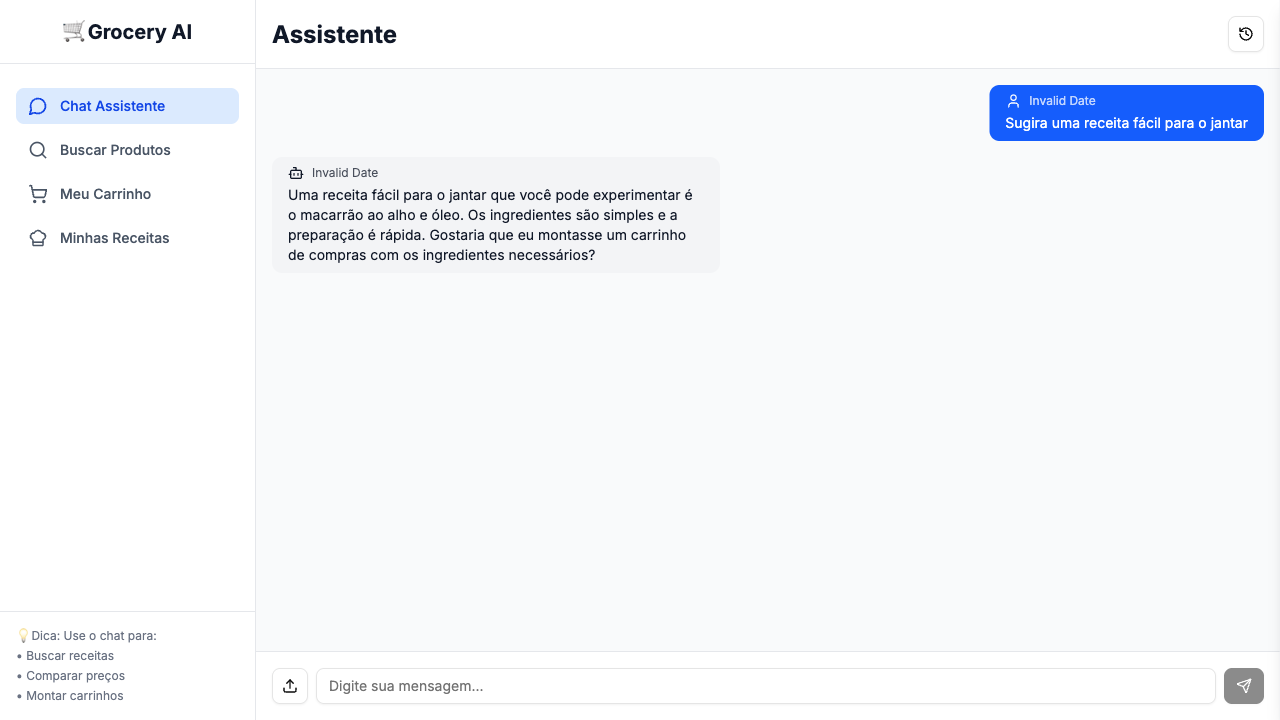 🛒Grocery AI
Chat Assistente
Buscar Produtos
Meu Carrinho
Minhas Receitas
💡Dica: Use o chat para:
• Buscar receitas
• Comparar preços
• Montar carrinhos
Assistente
Invalid Date
Sugira uma receita fácil para o jantar
Invalid Date
Uma receita fácil para o jantar que você pode experimentar é
o macarrão ao alho e óleo. Os ingredientes são simples e a
preparação é rápida. Gostaria que eu montasse um carrinho
de compras com os ingredientes necessários?
Digite sua mensagem...